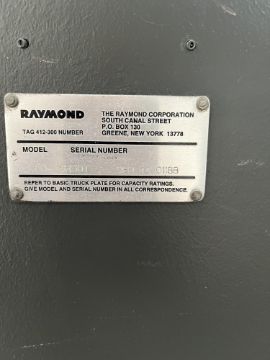 RAYMOND
THE RAYMOND CORPORATION
SOUTH CANAL STREET
P.O. BOX 130
TAG 412-300 NUMBER
GREENE, NEW YORK 13778
MODEL
SERIAL NUMBER
REFER TO BASIC TRUCK PLATE FOR CAPACITY RATINGS.
GIVE MODEL AND SERIAL NUMBER IN ALL CORRESPONDENCE.